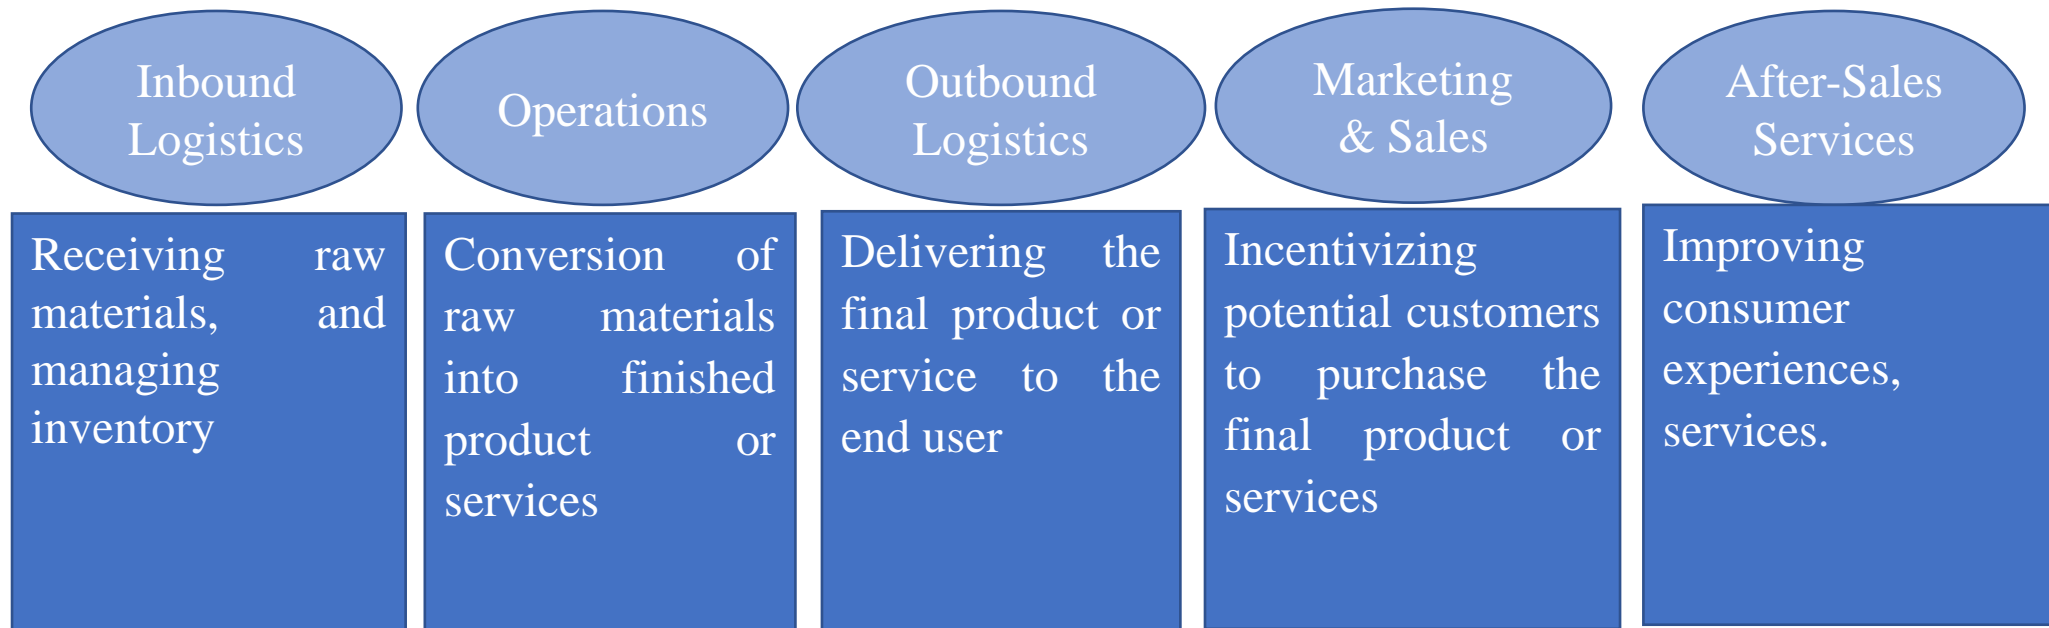 Inbound
Logistics
Operations
Outbound
Logistics
Marketing
& Sales
After-Sales
Services
Receiving raw
materials, and
managing
inventory
Conversion of
raw materials
into finished
product or
services
Delivering the
final product or
service to the
end user
Incentivizing
potential customers
to purchase the
final product or
services
Improving
consumer
experiences,
services.